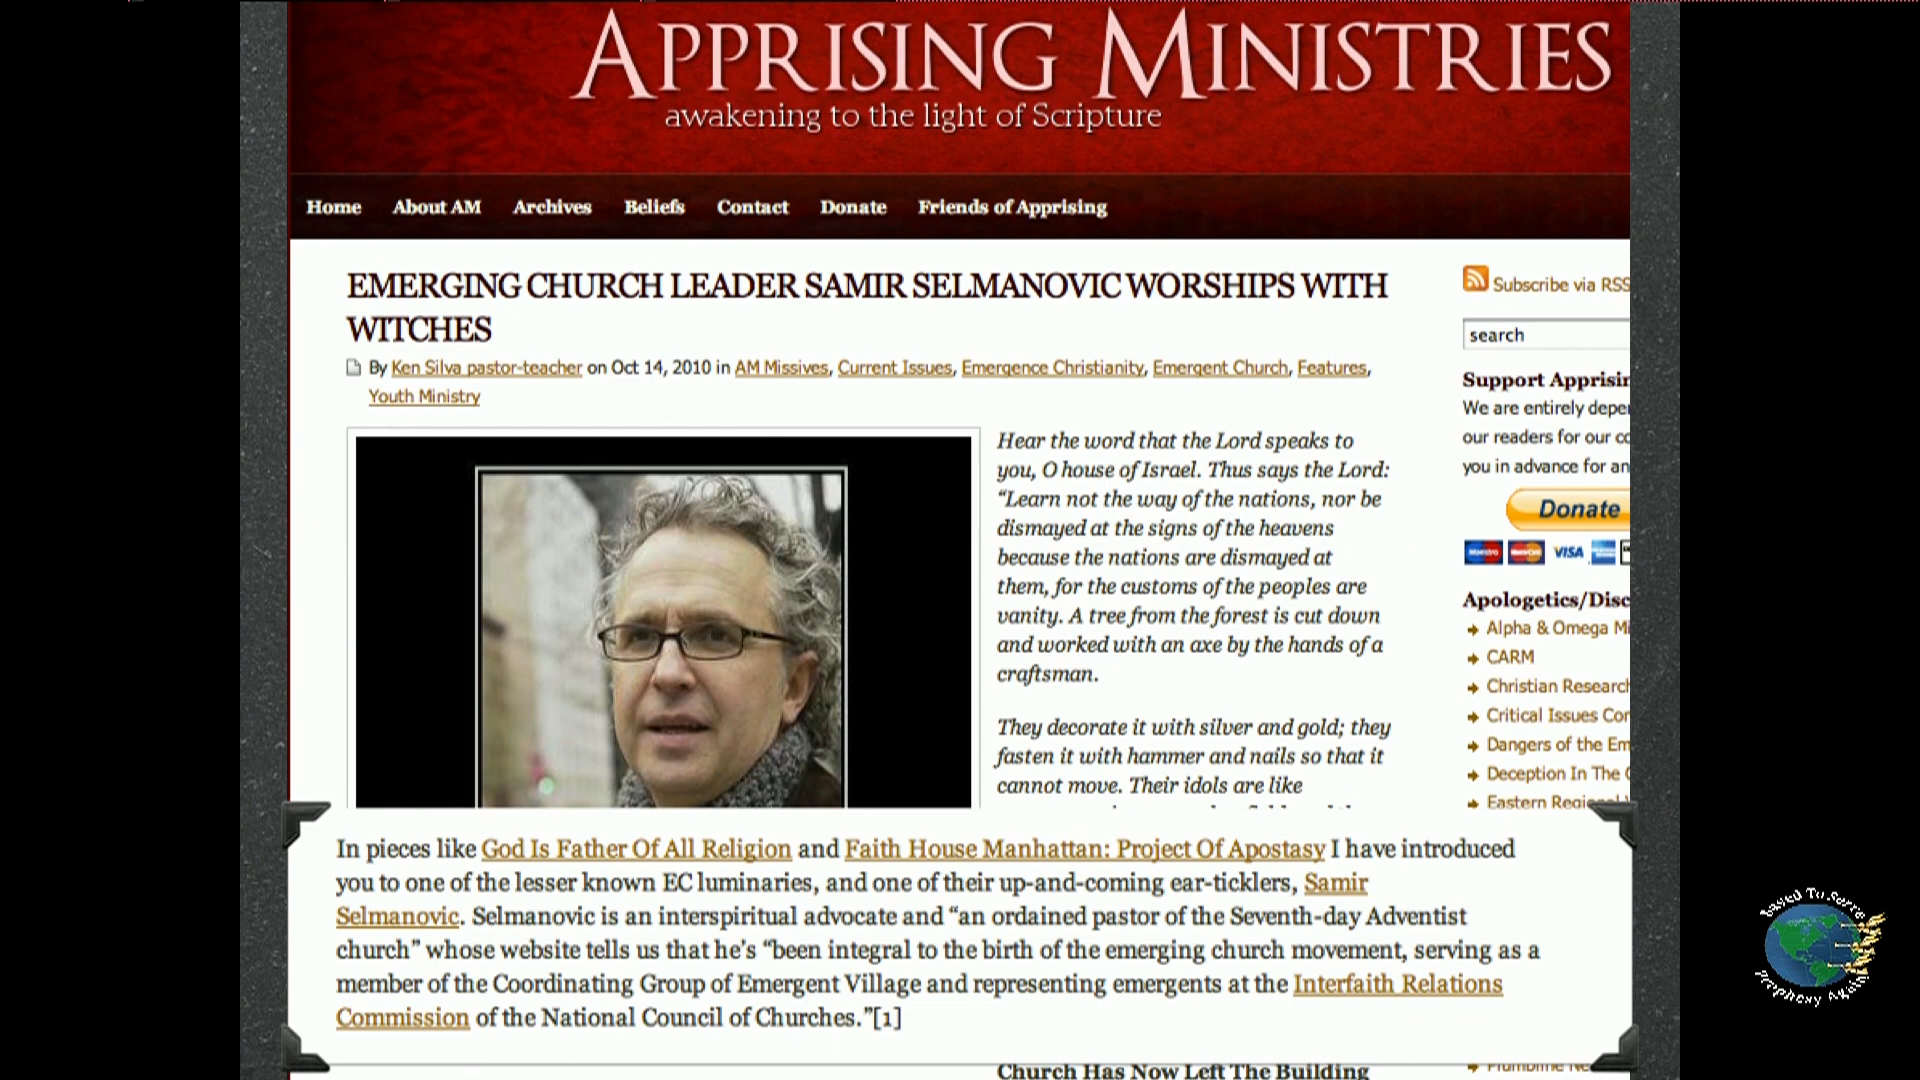 APPRISING MINISTRIES
awakening to the light of Scripture
Home About AM Archives Beliefs Contact Donate Friends of Apprising
EMERGING CHURCH LEADER SAMIR SELMANOVIC WORSHIPS WITH
WITCHES
By Ken Silva pastor-teacher on Oct 14, 2010 in AM Missives, Current Issues, Emergence Christianity, Emergent Church, Features,
Youth Ministry
Hear the word that the Lord speaks to
you, O house of Israel. Thus says the Lord:
“Learn not the way of the nations, nor be
dismayed at the signs of the heavens
because the nations are dismayed at
them, for the customs of the peoples are
vanity. A tree from the forest is cut down
and worked with an axe by the hands of a
craftsman.
They decorate it with silver and gold; they
fasten it with hammer and nails so that it
cannot move. Their idols are like
Subscribe via RSS
search
Support Apprisin
We are entirely depe
our readers for our co
you in advance for an
Donate
Maestro MasterCard VISA
Apologetics/Disc
Alpha & Omega Mi
CARM
Christian Research
Critical Issues Co
Dangers of the Em
Deception In The
Eastern Regional
In pieces like God Is Father Of All Religion and Faith House Manhattan: Project Of Apostasy I have introduced
you to one of the lesser known EC luminaries, and one of their up-and-coming ear-ticklers, Samir
Selmanovic. Selmanovic is an interspiritual advocate and “an ordained pastor of the Seventh-day Adventist
church” whose website tells us that he’s “been integral to the birth of the emerging church movement, serving as a
member of the Coordinating Group of Emergent Village and representing emergents at the Interfaith Relations
Commission of the National Council of Churches.”[1]
Church Has Now Left The Building
Saved To Serve
Prophesy Again